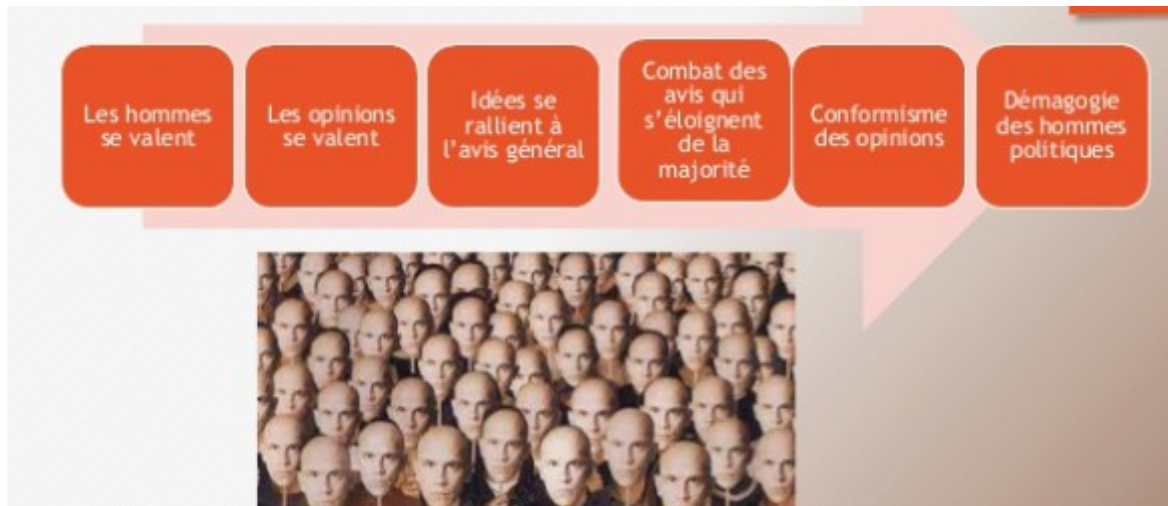 Les hommes
se valent
Les opinions
se valent
Idées se
rallient à
l'avis général
Combat des
avis qui
s'éloignent
de la
majorité
Conformisme
des opinions
Démagogie
des hommes
politiques